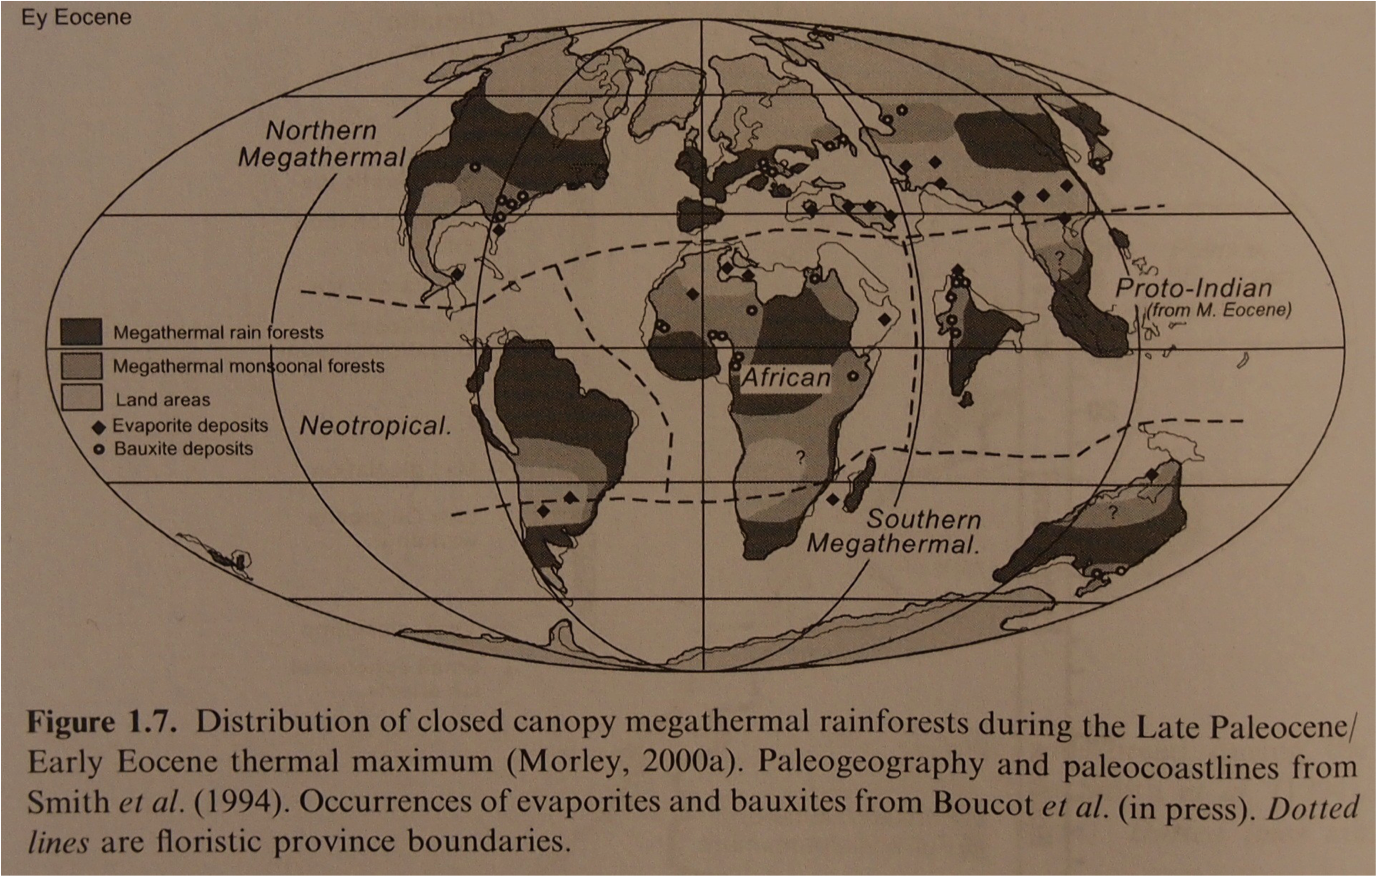 Ey Eocene
Northern
Megathermal
Proto-Indian
(from M. Eocene)
Megathermal rain forests
Megathermal monsoonal forests
Land areas
Evaporite deposits
Bauxite deposits
African
Neotropical.
Southern
Megathermal.
?
?
?
Figure 1.7. Distribution of closed canopy megathermal rainforests during the Late Paleocene/
Early Eocene thermal maximum (Morley, 2000a). Paleogeography and paleocoastlines from
Smith et al. (1994). Occurrences of evaporites and bauxites from Boucot et al. (in press). Dotted
lines are floristic province boundaries.